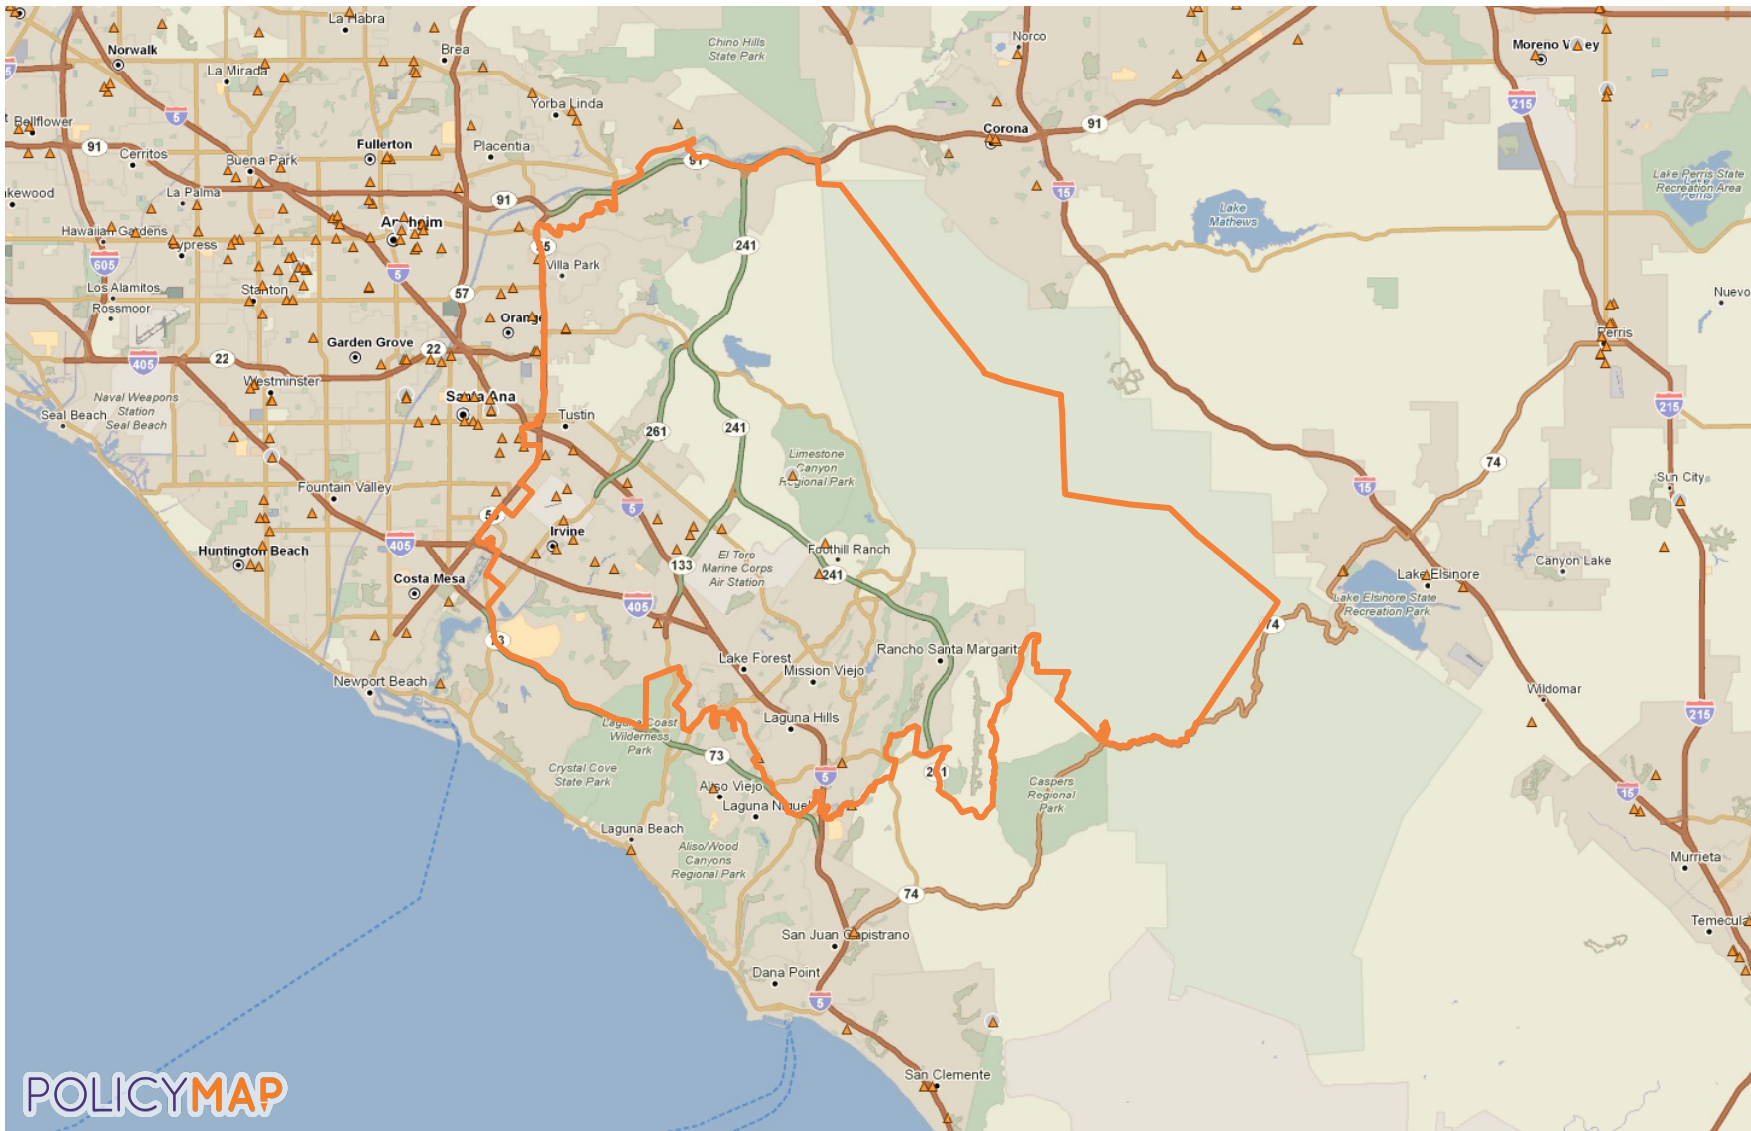 La Habra
Norwalk
Brea
Chino Hills
State Park
Norco
Moreno
La Mirada
5
5
215
Yorba Linda
Bellflower
Fullerton
Placentia
Corona
91
91
Cerritos
Buena Park
91
Lake Perris State
Recreation Area
La Palma
15
91
Lake
Mathews
Hawaiian Gardens
Anaheim
Cypress
241
605
5
Villa Park
Los Alamitos
Stanton
57
Nuevo
Rossmoor
Orange
Perris
Garden Grove
22
22
405
Westminster
Santa Ana
Naval Weapons
Station
Seal Beach
Seal Beach
Tustin
215
261
241
Limestone
Canyon
Regional Park
74
Sun City
Fountain Valley
15
5
Irvine
405
Huntington Beach
El Toro
Marine Corps
Air Station
Foothill Ranch
Canyon Lake
Costa Mesa
133
241
Lake Elsinore
405
Lake Elsinore State
Recreation Park
74
Lake Forest
Rancho Santa Margarita
Mission Viejo
Newport Beach
Wildomar
Laguna Hills
215
Laguna Coast
Wilderness
Park
73
Crystal Cove
State Park
5
Caspers
Regional
Park
Aliso Viejo
15
Laguna Niguel
Laguna Beach
Aliso/Wood
Canyons
Regional Park
Murrieta
74
Temecula
San Juan Capistrano
Dana Point
5
San Clemente
POLICYMAP